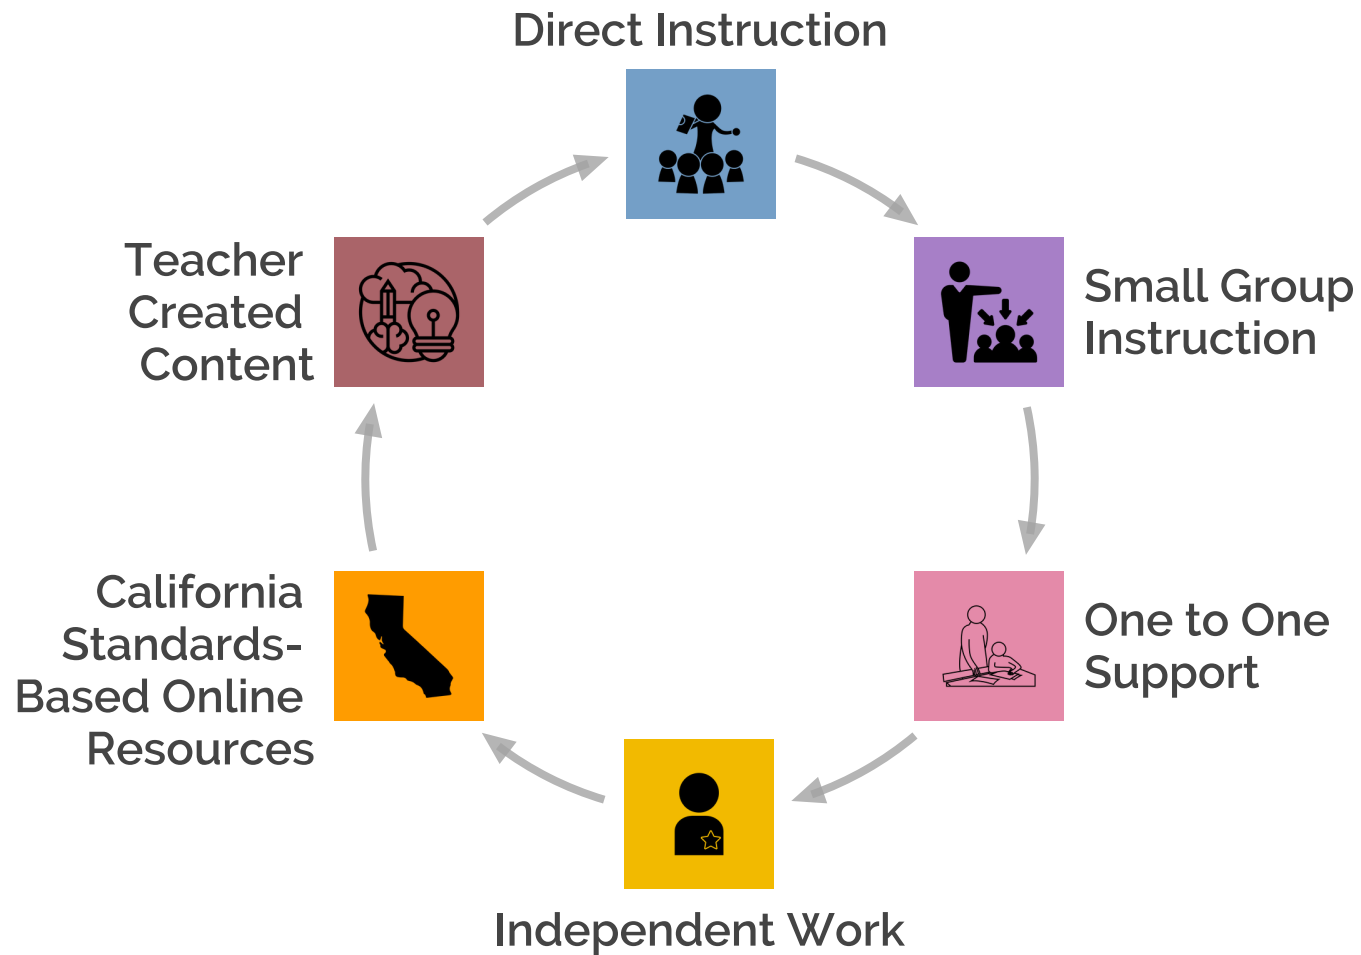 Direct Instruction
Small Group
Instruction
One to One
Support
Independent Work
California
Standards-
Based Online
Resources
Teacher
Created
Content